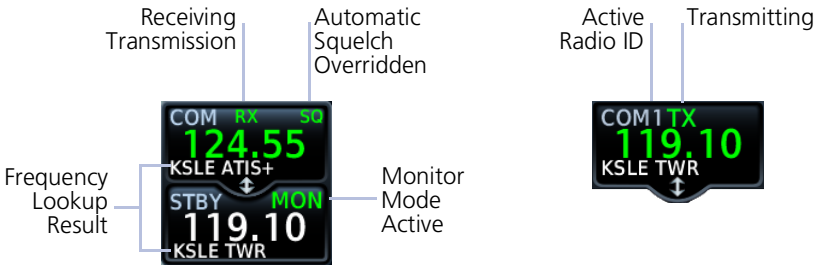 Receiving
Transmission
Automatic
Squelch
Overridden
Active
Radio ID
Transmitting
COM RX SQ
124.55
KSLE ATIS+
STBY MON
119.10
KSLE TWR
Frequency
Lookup
Result
Monitor
Mode
Active
COM1 TX
119.10
KSLE TWR